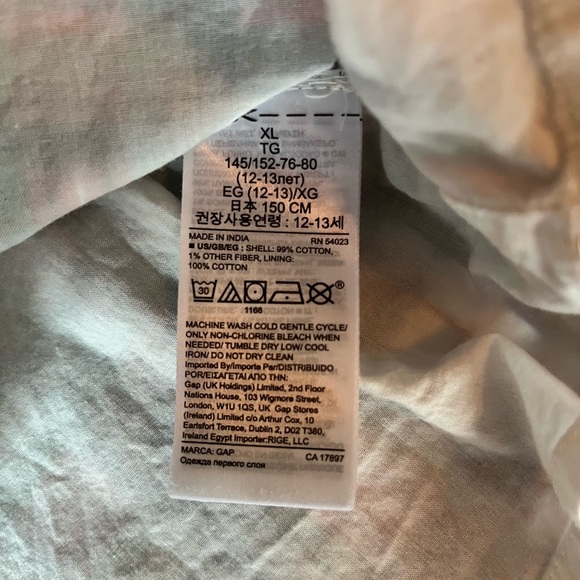 XL
TG
145/152-76-80
(12-13лет)
EG (12-13)/XG
日本 150 CM
권장사용연령 : 12-13세
MADE IN INDIA RN 54023
■ US/GB/EG : SHELL: 99% COTTON,
1% OTHER FIBER, LINING:
100% COTTON
30
®
1166
MACHINE WASH COLD GENTLE CYCLE/
ONLY NON-CHLORINE BLEACH WHEN
NEEDED/ TUMBLE DRY LOW/ COOL
IRON/ DO NOT DRY CLEAN
Imported By/Importe Par/DISTRIBUIDO
POR/ΕΙΣΑΓΕΤΑΙ ΑΠΟ ΤΗΝ:
Gap (UK Holdings) Limited, 2nd Floor
Nations House, 103 Wigmore Street,
London, W1U 1QS, UK Gap Stores
(Ireland) Limited c/o Arthur Cox, 10
Earlsfort Terrace, Dublin 2, D02 T380,
Ireland Egypt Importer:RIGE, LLC
MARCA: GAP CA 17897
Одежда первого слоя